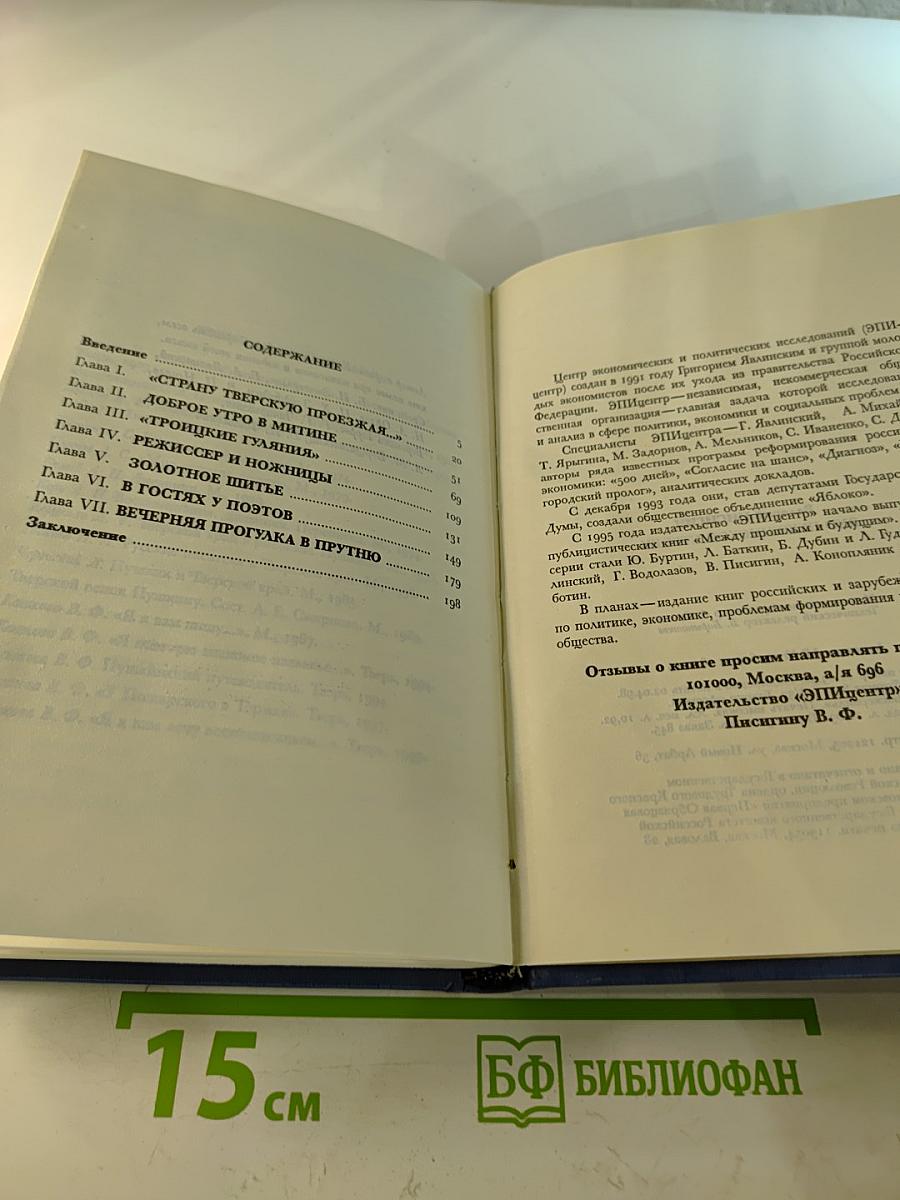 СОДЕРЖАНИЕ
Введение ........ 5
Глава I. «СТРАНУ ТВЕРСКУЮ ПРОЕЗЖАЯ...» ........ 20
Глава II. ДОБРОЕ УТРО В МИТИНЕ ........ 51
Глава III. «ТРОИЦКИЕ ГУЛЯНИЯ» ........ 69
Глава IV. РЕЖИССЕР И НОЖНИЦЫ ........ 109
Глава V. ЗОЛОТНОЕ ШИТЬЕ ........ 131
Глава VI. В ГОСТЯХ У ПОЭТОВ ........ 149
Глава VII. ВЕЧЕРНЯЯ ПРОГУЛКА В ПРУТНЮ ........ 179
Заключение ........ 198
Центр экономических и политических исследований (ЭПИ-
центр) создан в 1991 году Григорием Явлинским и группой моло
дых экономистов после их ухода из правительства Российско
Федерации. ЭПИцентр—независимая, некоммерческая общ
ственная организация—главная задача которой исследован
и анализ в сфере политики, экономики и социальных проблем
Специалисты ЭПИцентра—Г. Явлинский, А. Михай
Т. Ярыгина, М. Задорнов, А. Мельников, С. Иваненко, С. Д
авторы ряда известных программ реформирования росси
экономики: «500 дней», «Согласие на шанс», «Диагноз», «
городский пролог», аналитических докладов.
С декабря 1993 года они, став депутатами Государс
Думы, создали общественное объединение «Яблоко».
С 1995 года издательство «ЭПИцентр» начало выпу
публицистических книг «Между прошлым и будущим».
серии стали Ю. Буртин, Л. Баткин, Б. Дубин и Л. Гуд
линский, Г. Водолазов, В. Писигин, А. Конопляник
ботин.
В планах—издание книг российских и зарубеж
по политике, экономике, проблемам формирования
общества.
Отзывы о книге просим направлять п
101000, Москва, а/я 696
Издательство «ЭПИцентр»
Писигину В. Ф.
15 см
БФ БИБЛИОФАН